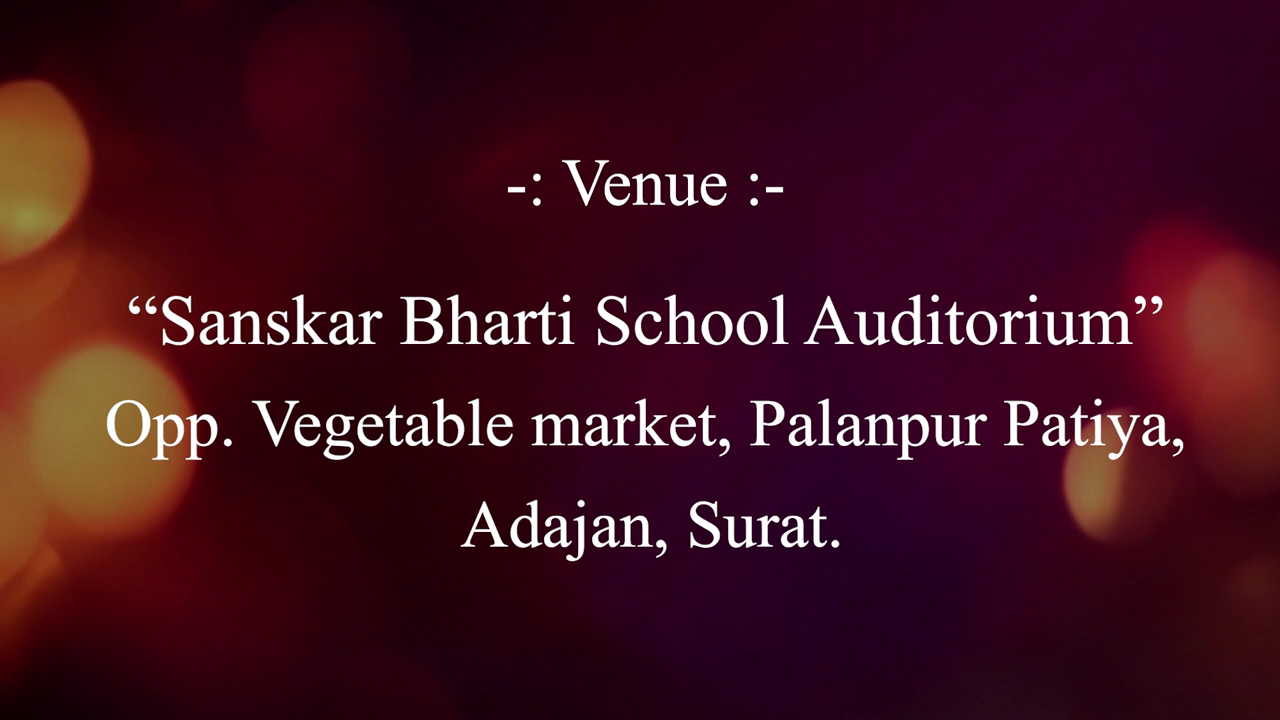 -: Venue :-
“Sanskar Bharti School Auditorium”
Opp. Vegetable market, Palanpur Patiya,
Adajan, Surat.